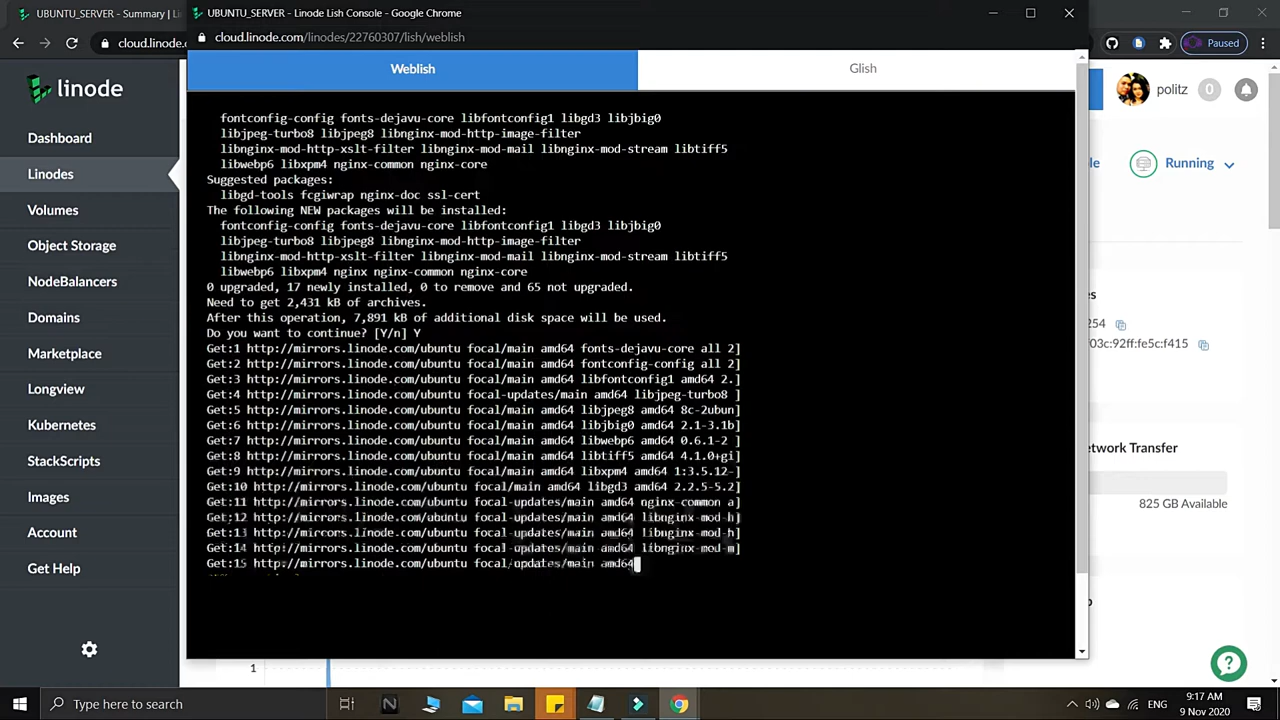 UBUNTU_SERVER - Summary | Li
UBUNTU_SERVER - Linode Lish Console - Google Chrome
cloud.linode.c
cloud.linode.com/linodes/22760307/lish/weblish
Paused
linode
Weblish
Glish
politz
0
Dashboard
Linodes
Volumes
Object Storage
NodeBalancers
Domains
Marketplace
Longview
Kubernetes
StackScripts
Images
Account
Get Help
fontconfig-config fonts-dejavu-core libfontconfig1 libgd3 libjbig0
libjpeg-turbo8 libjpeg8 libnginx-mod-http-image-filter
libnginx-mod-http-xslt-filter libnginx-mod-mail libnginx-mod-stream libtiff5
libwebp6 libxpm4 nginx-common nginx-core
Suggested packages:
libgd-tools fcgiwrap nginx-doc ssl-cert
The following NEW packages will be installed:
fontconfig-config fonts-dejavu-core libfontconfig1 libgd3 libjbig0
libjpeg-turbo8 libjpeg8 libnginx-mod-http-image-filter
libnginx-mod-http-xslt-filter libnginx-mod-mail libnginx-mod-stream libtiff5
libwebp6 libxpm4 nginx nginx-common nginx-core
0 upgraded, 17 newly installed, 0 to remove and 65 not upgraded.
Need to get 2,431 kB of archives.
After this operation, 7,891 kB of additional disk space will be used.
Do you want to continue? [Y/n] Y
Get:1 http://mirrors.linode.com/ubuntu focal/main amd64 fonts-dejavu-core all 2]
Get:2 http://mirrors.linode.com/ubuntu focal/main amd64 fontconfig-config all 2]
Get:3 http://mirrors.linode.com/ubuntu focal/main amd64 libfontconfig1 amd64 2.]
Get:4 http://mirrors.linode.com/ubuntu focal-updates/main amd64 libjpeg-turbo8 ]
Get:5 http://mirrors.linode.com/ubuntu focal/main amd64 libjpeg8 amd64 8c-2ubun]
Get:6 http://mirrors.linode.com/ubuntu focal/main amd64 libjbig0 amd64 2.1-3.1b]
Get:7 http://mirrors.linode.com/ubuntu focal/main amd64 libwebp6 amd64 0.6.1-2 ]
Get:8 http://mirrors.linode.com/ubuntu focal/main amd64 libtiff5 amd64 4.1.0+gi]
Get:9 http://mirrors.linode.com/ubuntu focal/main amd64 libxpm4 amd64 1:3.5.12-]
Get:10 http://mirrors.linode.com/ubuntu focal/main amd64 libgd3 amd64 2.2.5-5.2]
Get:11 http://mirrors.linode.com/ubuntu focal-updates/main amd64 nginx-common a]
Get:12 http://mirrors.linode.com/ubuntu focal-updates/main amd64 libnginx-mod-h]
Get:13 http://mirrors.linode.com/ubuntu focal-updates/main amd64 libnginx-mod-h]
Get:14 http://mirrors.linode.com/ubuntu focal-updates/main amd64 libnginx-mod-m]
Get:15 http://mirrors.linode.com/ubuntu focal-updates/main amd64
le
Running
es
254
f03c:92ff:fe5c:f415
etwork Transfer
825 GB Available
1
Type here to search
ENG
9:17 AM
9 Nov 2020